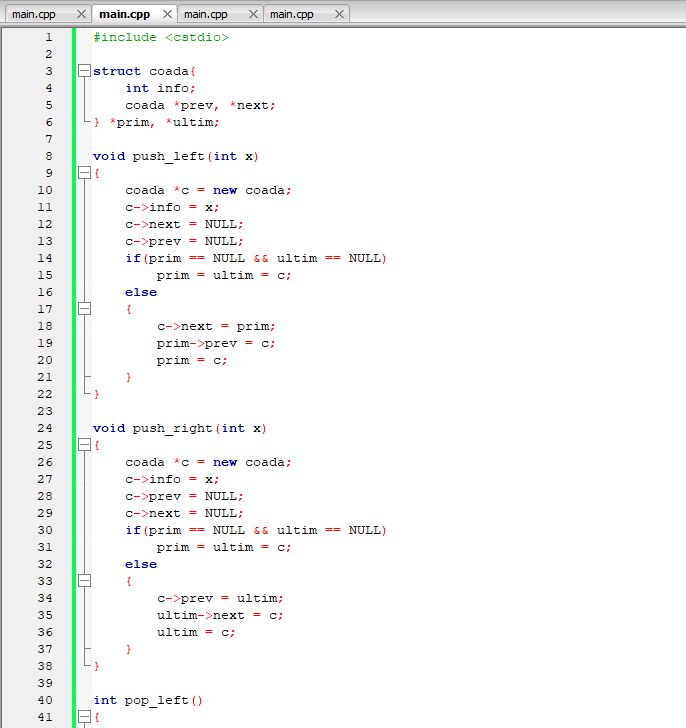 main.cpp main.cpp main.cpp main.cpp
1 #include <cstdio>
2
3 struct coada{
4 int info;
5 coada *prev, *next;
6 } *prim, *ultim;
7
8 void push_left(int x)
9 {
10 coada *c = new coada;
11 c->info = x;
12 c->next = NULL;
13 c->prev = NULL;
14 if(prim == NULL && ultim == NULL)
15 prim = ultim = c;
16 else
17 {
18 c->next = prim;
19 prim->prev = c;
20 prim = c;
21 }
22 }
23
24 void push_right(int x)
25 {
26 coada *c = new coada;
27 c->info = x;
28 c->prev = NULL;
29 c->next = NULL;
30 if(prim == NULL && ultim == NULL)
31 prim = ultim = c;
32 else
33 {
34 c->prev = ultim;
35 ultim->next = c;
36 ultim = c;
37 }
38 }
39
40 int pop_left()
41 {